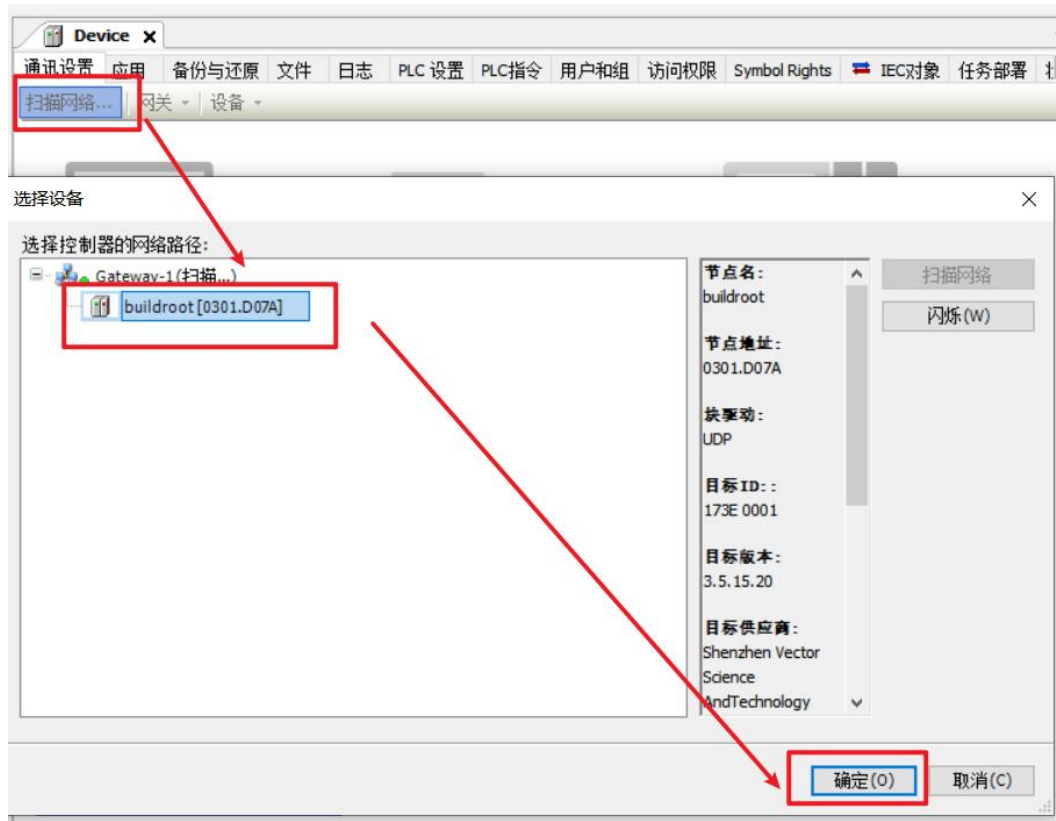 Device
通讯设置 应用 备份与还原 文件 日志 PLC 设置 PLC指令 用户和组 访问权限 Symbol Rights IEC对象 任务部署
扫描网络... 网关 设备
选择设备
选择控制器的网络路径:
Gateway-1(扫描...)
buildroot [0301.D07A]
节点名:
buildroot
节点地址:
0301.D07A
块驱动:
UDP
目标ID::
173E 0001
目标版本:
3.5.15.20
目标供应商:
Shenzhen Vector
Science
AndTechnology
扫描网络
闪烁(W)
确定(O) 取消(C)